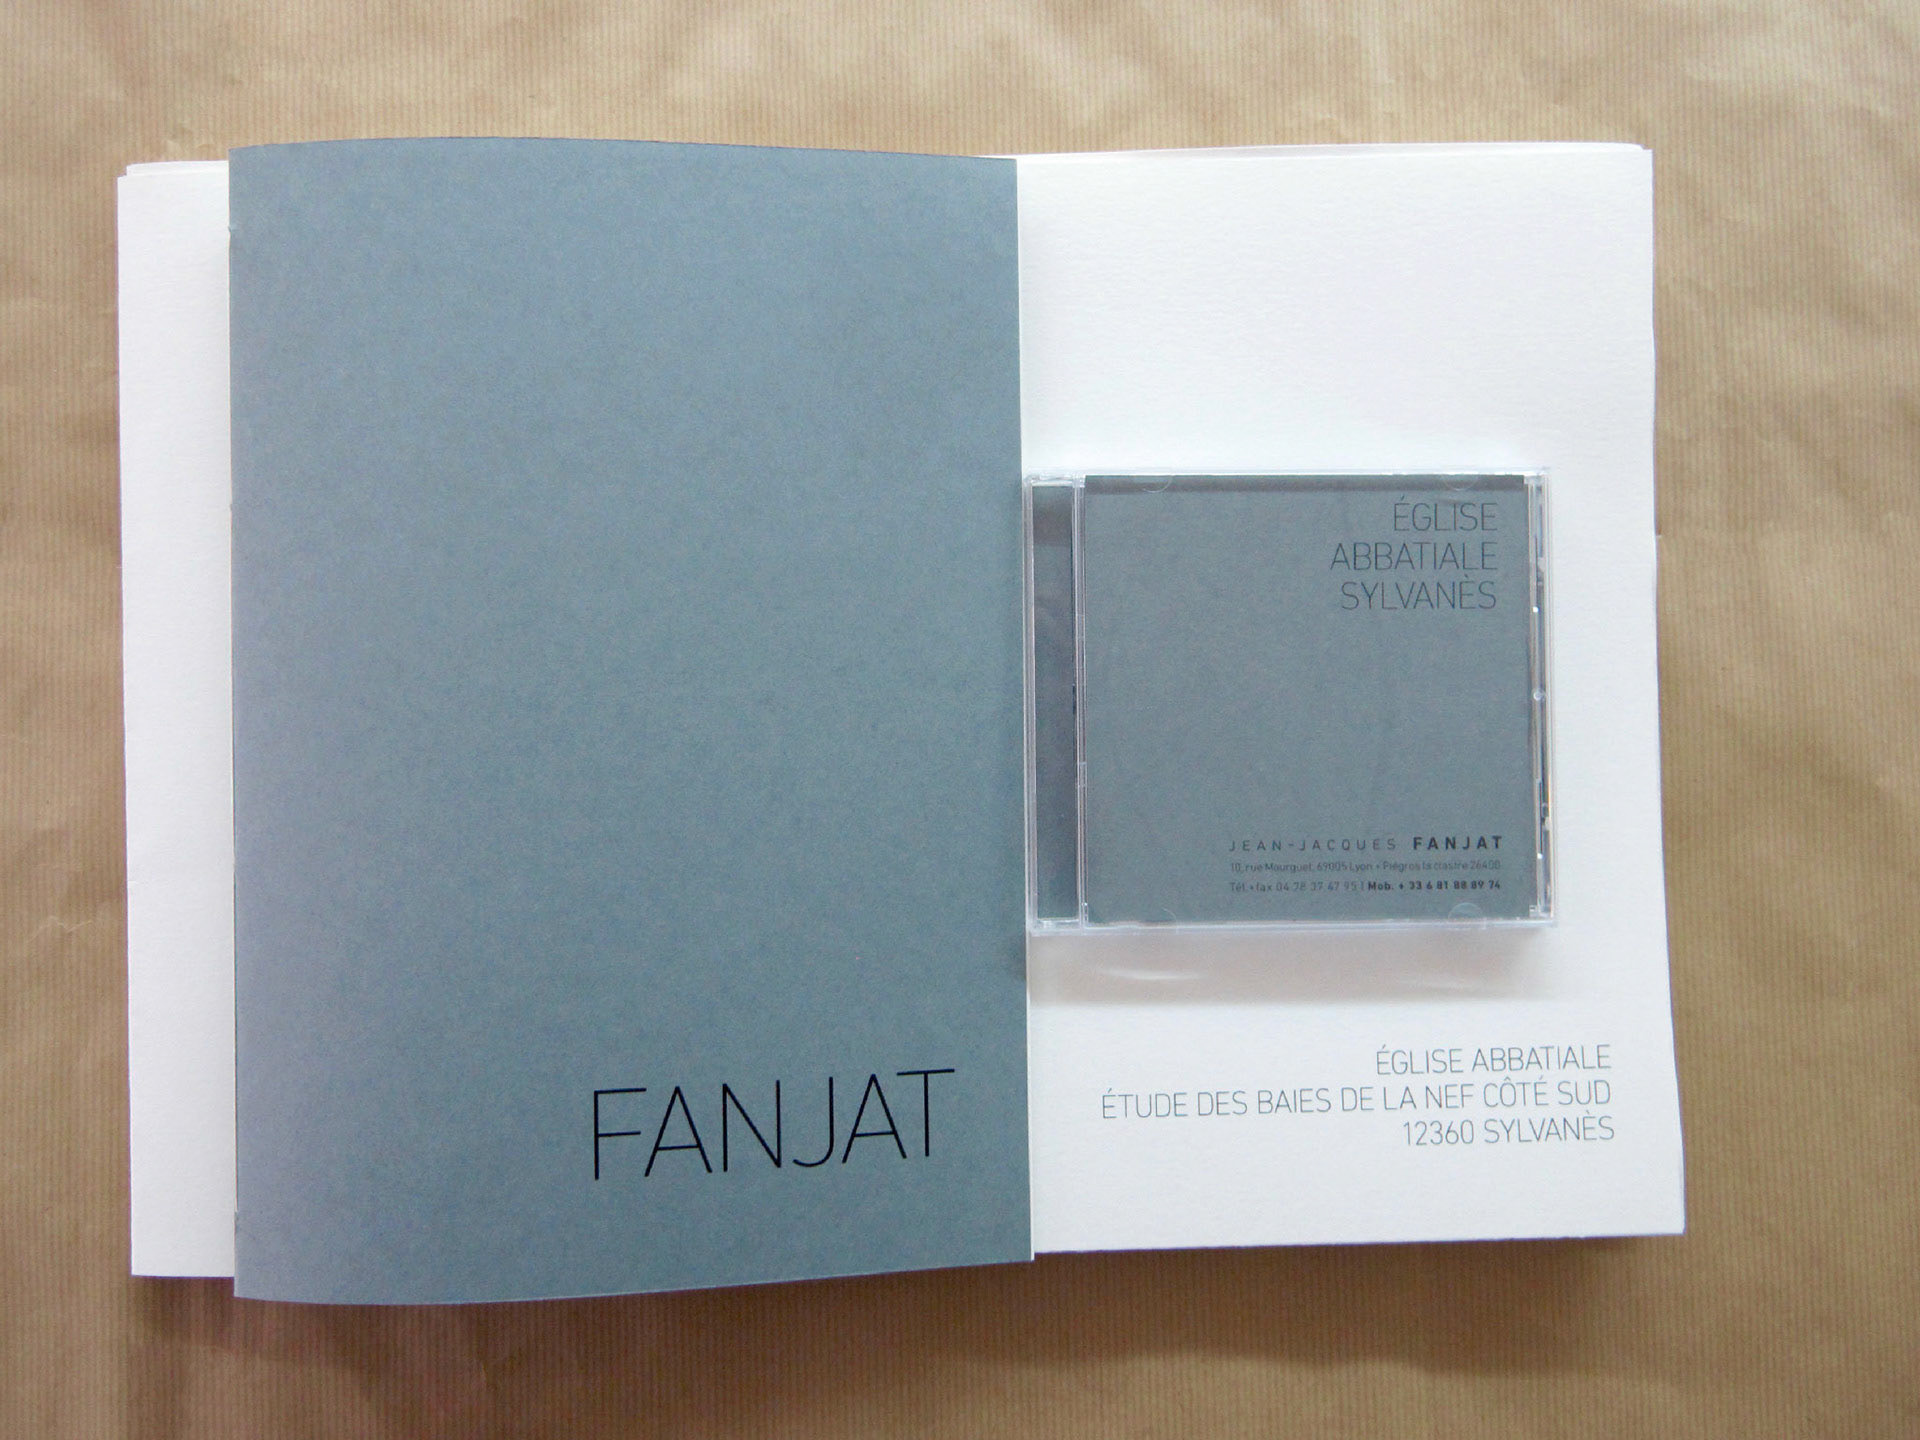 FANJAT
ÉGLISE
ABBATIALE
SYLVANÈS
JEAN-JACQUES FANJAT
10, rue Mourguet, 69005 Lyon • Piégros la clastre 26400
Tél. • fax 04 78 37 47 95 | Mob. + 33 6 81 88 89 74
ÉGLISE ABBATIALE
ÉTUDE DES BAIES DE LA NEF CÔTÉ SUD
12360 SYLVANÈS